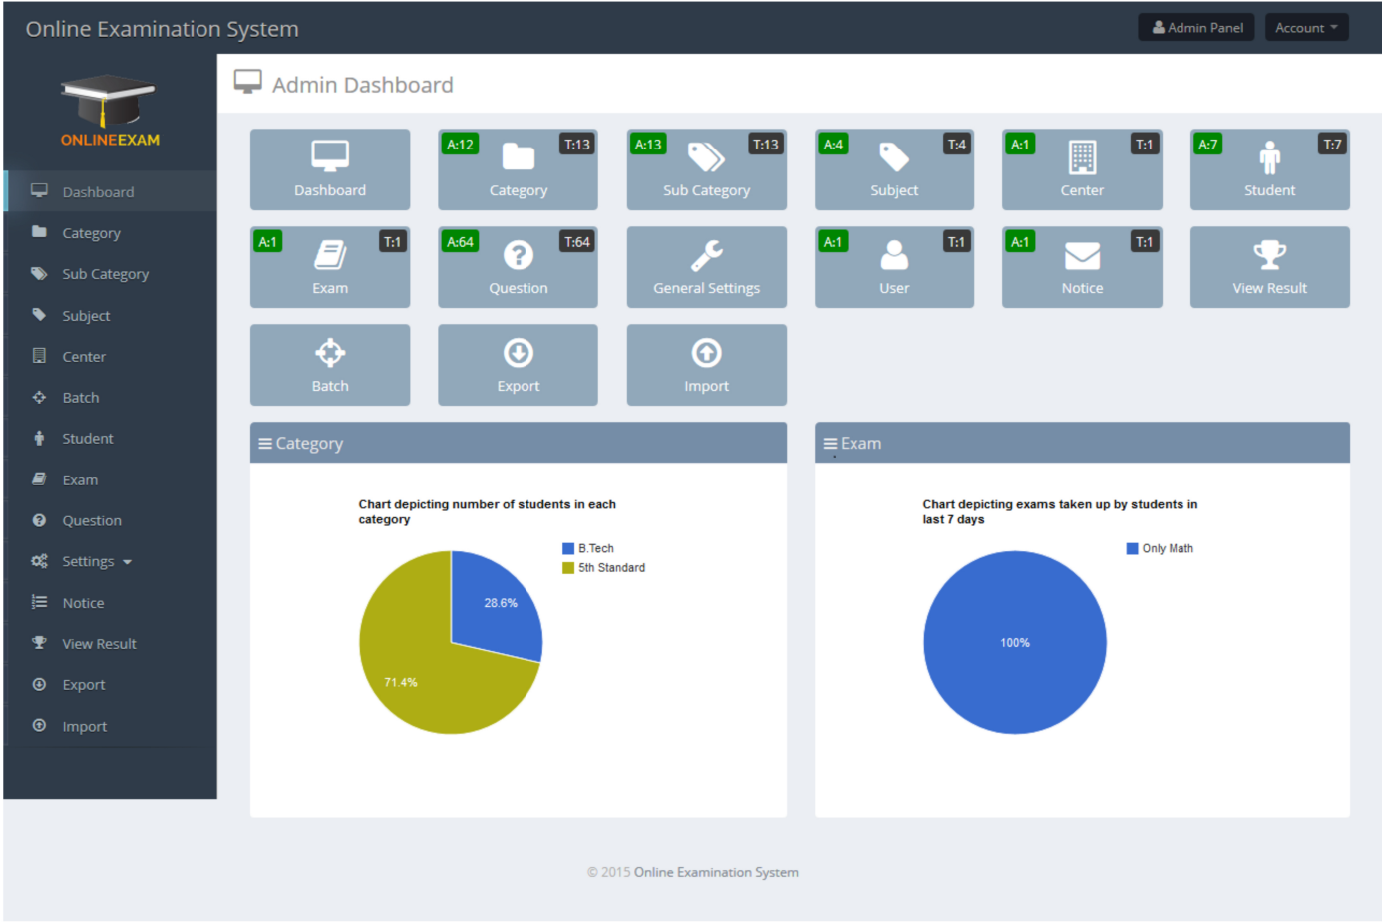 Online Examination System
Admin Panel
Account
ONLINEEXAM
Dashboard
Category
Sub Category
Subject
Center
Batch
Student
Exam
Question
Settings
Notice
View Result
Export
Import
Admin Dashboard
Dashboard
A:12 T:13
Category
A:13 T:13
Sub Category
A:4 T:4
Subject
A:1 T:1
Center
A:7 T:7
Student
A:1 T:1
Exam
A:64 T:64
Question
General Settings
A:1 T:1
User
A:1 T:1
Notice
View Result
Batch
Export
Import
Category
Chart depicting number of students in each
category
B.Tech
5th Standard
28.6%
71.4%
Exam
Chart depicting exams taken up by students in
last 7 days
Only Math
100%
© 2015 Online Examination System